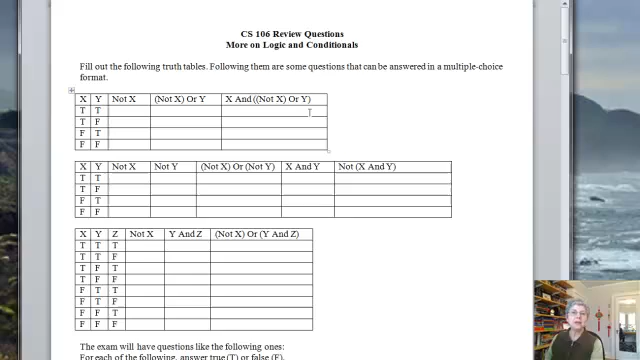 CS 106 Review Questions
More on Logic and Conditionals
Fill out the following truth tables. Following them are some questions that can be answered in a multiple-choice
format.
X Y Not X (Not X) Or Y X And ((Not X) Or Y)
T T
T F
F T
F F
X Y Not X Not Y (Not X) Or (Not Y) X And Y Not (X And Y)
T T
T F
F T
F F
X Y Z Not X Y And Z (Not X) Or (Y And Z)
T T T
T T F
T F T
T F F
F T T
F T F
F F T
F F F
The exam will have questions like the following ones:
For each of the following, answer true (T) or false (F).